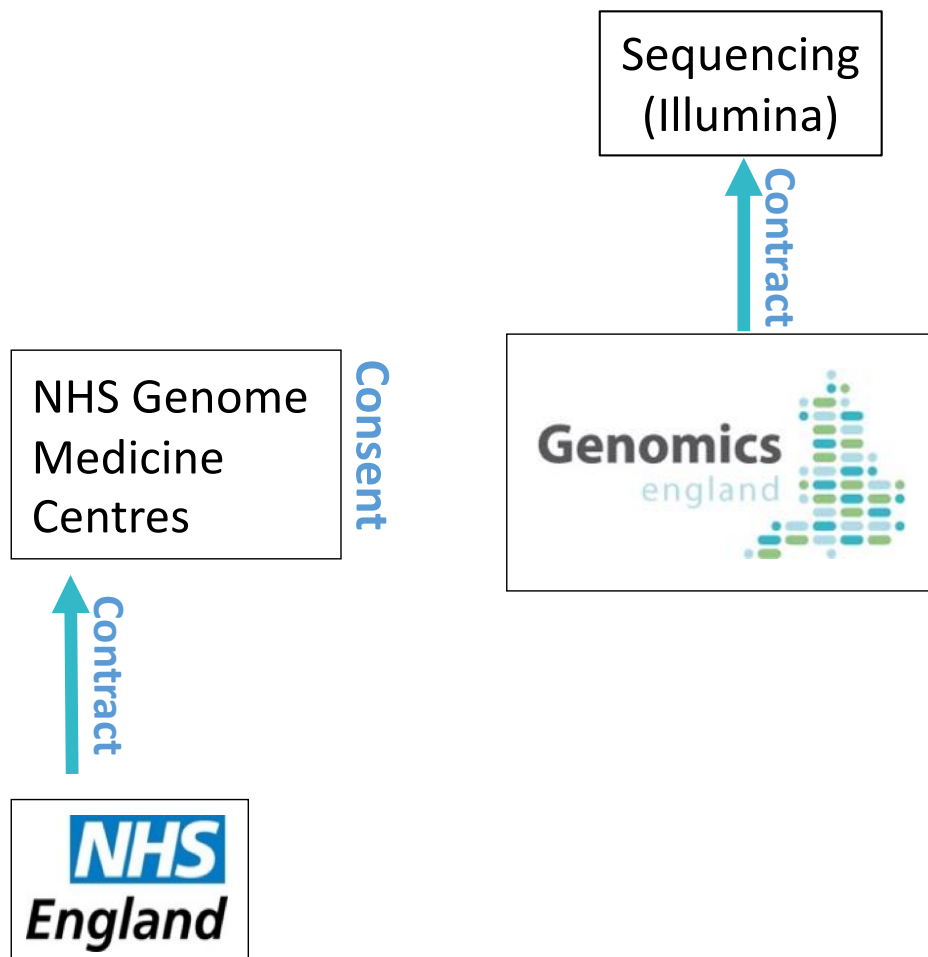 Sequencing
(Illumina)
Contract
NHS Genome
Medicine
Centres
Consent
Genomics
england
Contract
NHS
England